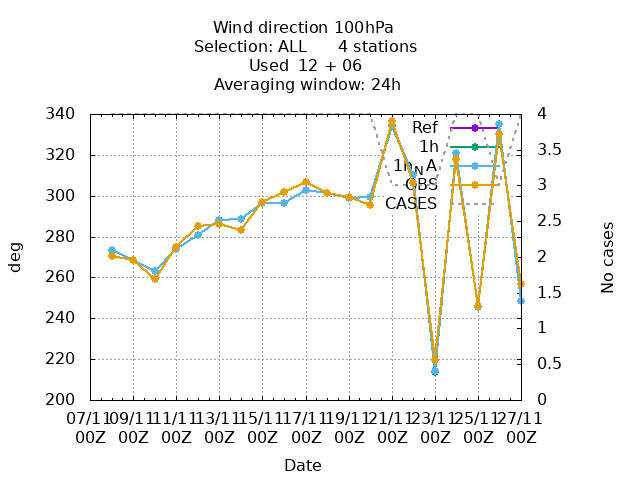 Wind direction 100hPa
Selection: ALL      4 stations
Used  12 + 06
Averaging window: 24h
340
320
300
280
260
240
220
200
deg
4
3.5
3
2.5
2
1.5
1
0.5
0
No cases
Ref
1h
1h_N A
OBS
CASES
07/11 09/11 11/11 13/11 15/11 17/11 19/11 21/11 23/11 25/11 27/11
00Z 00Z 00Z 00Z 00Z 00Z 00Z 00Z 00Z 00Z 00Z
Date